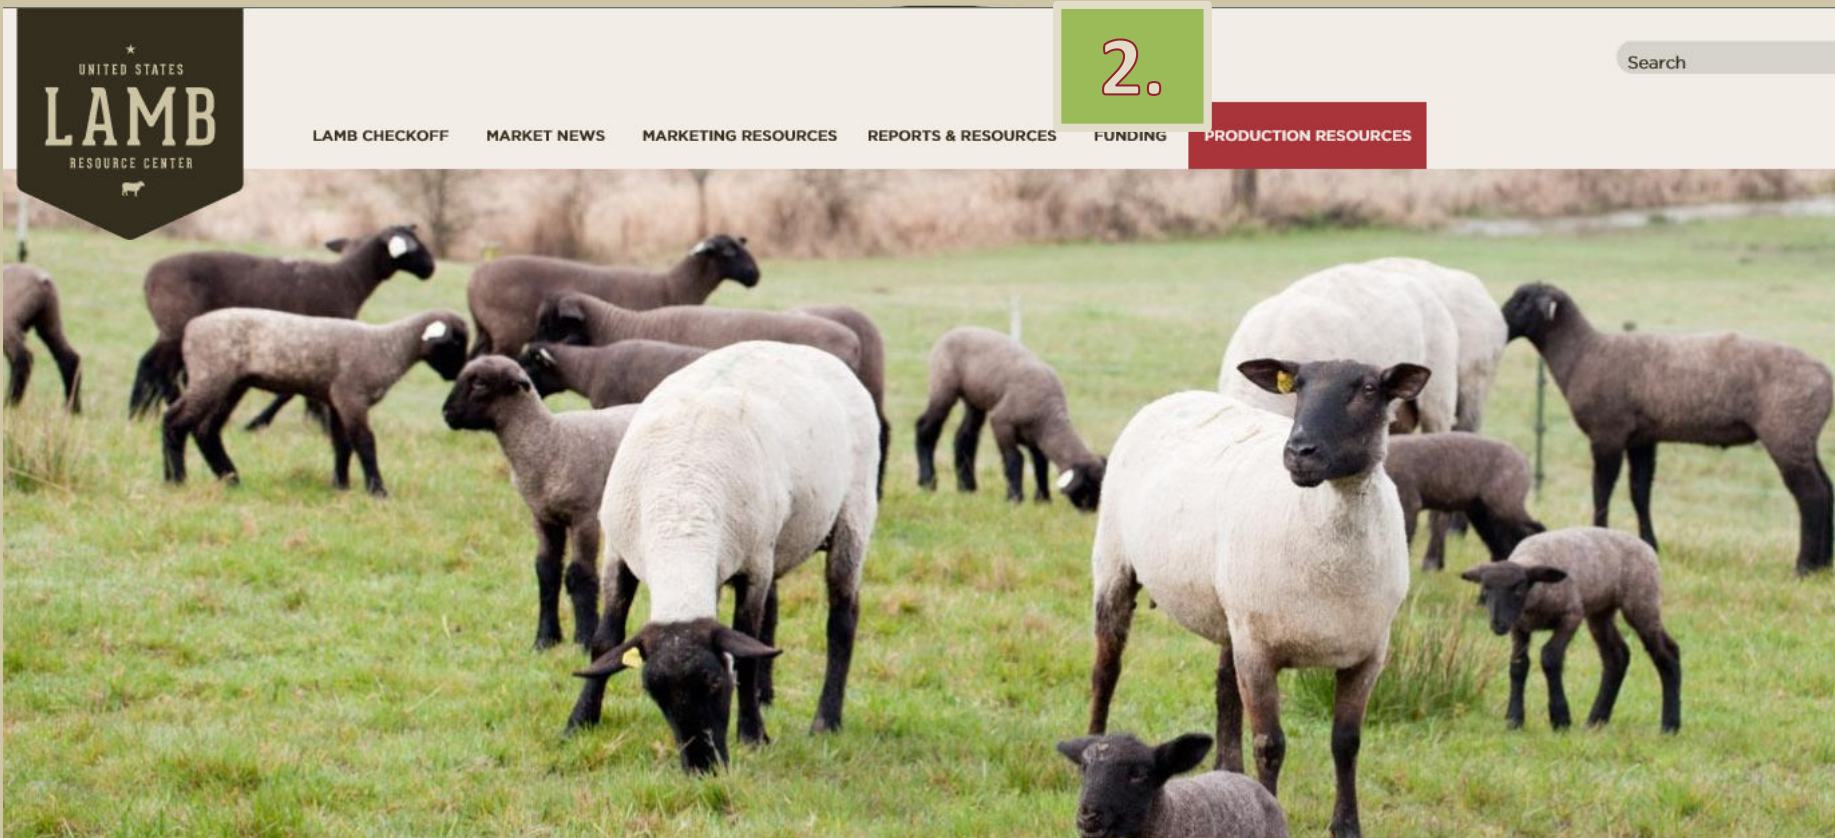 UNITED STATES
LAMB
RESOURCE CENTER
2.
Search
LAMB CHECKOFF MARKET NEWS MARKETING RESOURCES REPORTS & RESOURCES FUNDING PRODUCTION RESOURCES